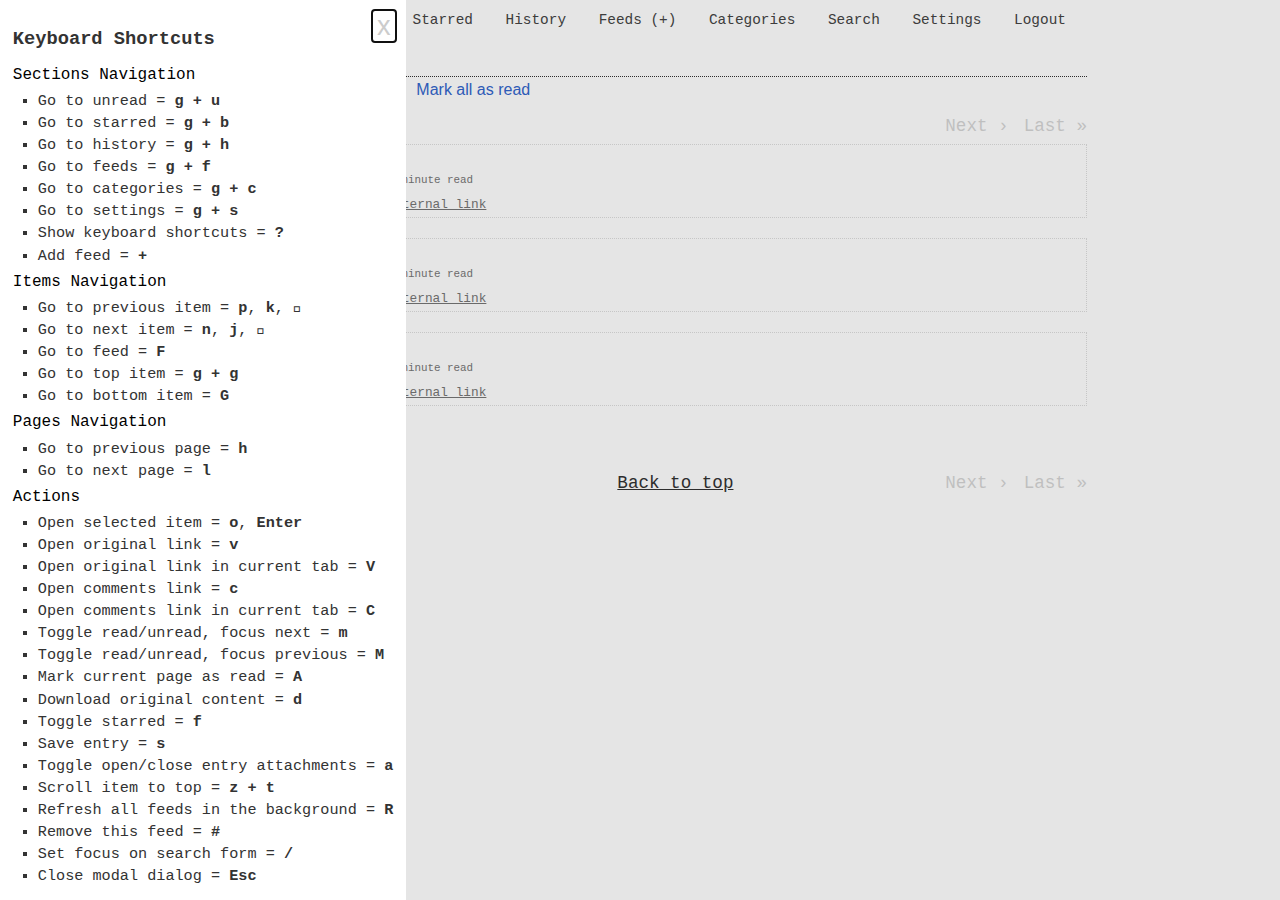 x
Keyboard Shortcuts
Sections Navigation
Go to unread = g + u
Go to starred = g + b
Go to history = g + h
Go to feeds = g + f
Go to categories = g + c
Go to settings = g + s
Show keyboard shortcuts = ?
Add feed = +
Items Navigation
Go to previous item = p, k,
Go to next item = n, j,
Go to feed = F
Go to top item = g + g
Go to bottom item = G
Pages Navigation
Go to previous page = h
Go to next page = l
Actions
Open selected item = o, Enter
Open original link = v
Open original link in current tab = V
Open comments link = c
Open comments link in current tab = C
Toggle read/unread, focus next = m
Toggle read/unread, focus previous = M
Mark current page as read = A
Download original content = d
Toggle starred = f
Save entry = s
Toggle open/close entry attachments = a
Scroll item to top = z + t
Refresh all feeds in the background = R
Remove this feed = #
Set focus on search form = /
Close modal dialog = Esc
Starred History Feeds (+) Categories Search Settings Logout
Mark all as read
Next › Last »
read
link
read
link
read
link
Back to top Next › Last »